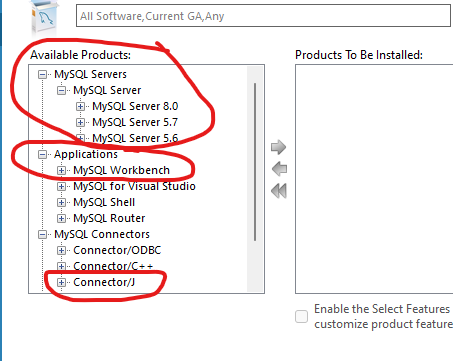 All Software,Current GA,Any
Available Products:
Products To Be Installed:
MySQL Servers
MySQL Server
MySQL Server 8.0
MySQL Server 5.7
MySQL Server 5.6
Applications
MySQL Workbench
MySQL for Visual Studio
MySQL Shell
MySQL Router
MySQL Connectors
Connector/ODBC
Connector/C++
Connector/J
Enable the Select Features
customize product feature